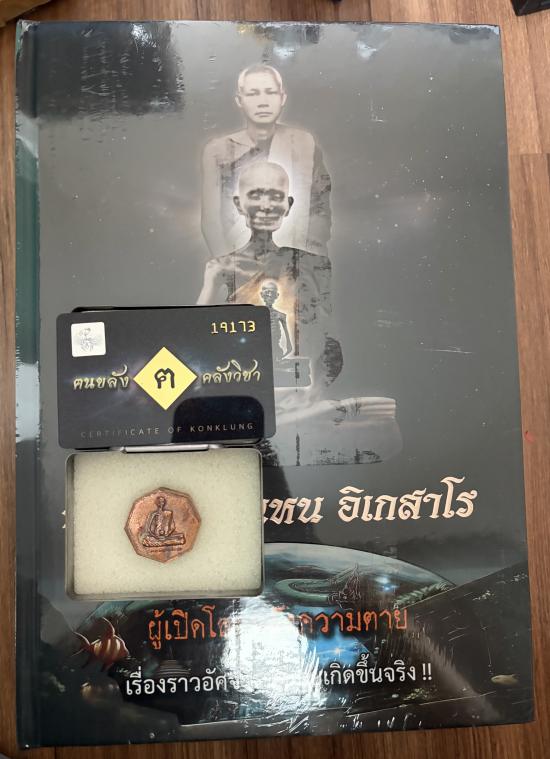 19173
ฅนขลัง ฅ คลังวิชา
CERTIFICATE OF KONKLUNG
อิเกสาโร
ผู้เปิดโล ความตาย
เรื่องราวอัศ เกิดขึ้นจริง !!